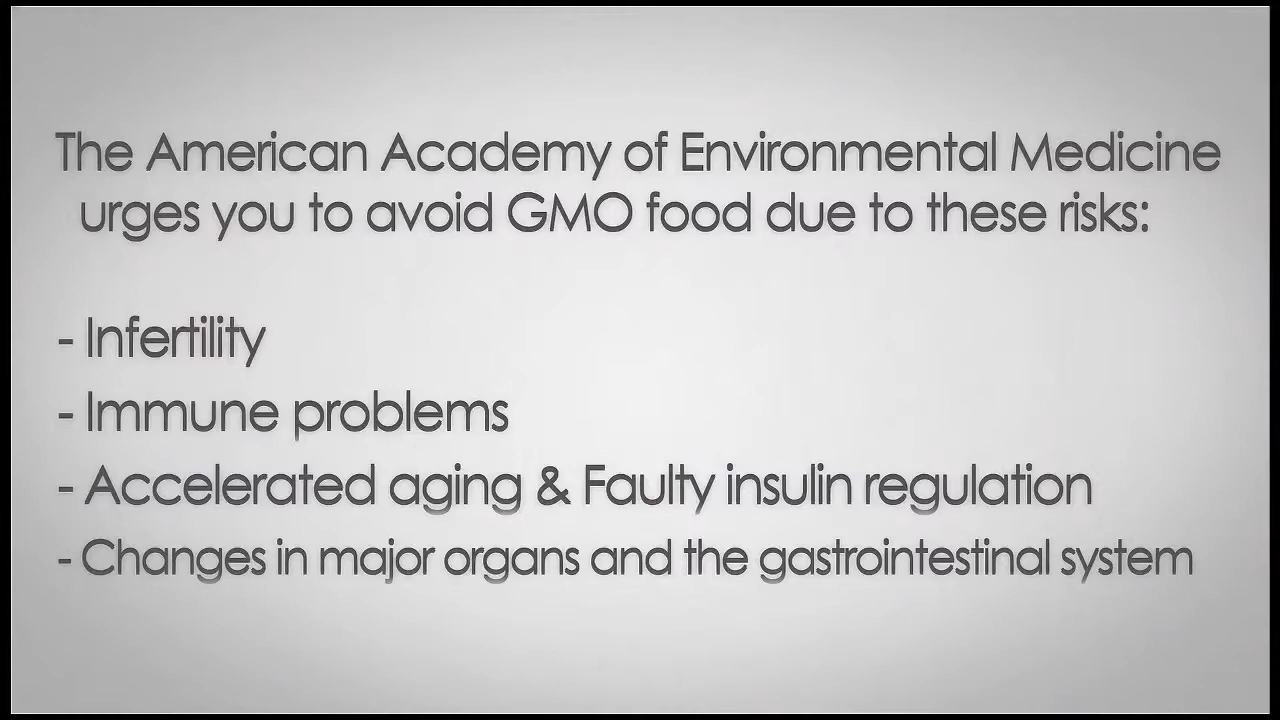 The American Academy of Environmental Medicine
urges you to avoid GMO food due to these risks:
- Infertility
- Immune problems
- Accelerated aging & Faulty insulin regulation
- Changes in major organs and the gastrointestinal system